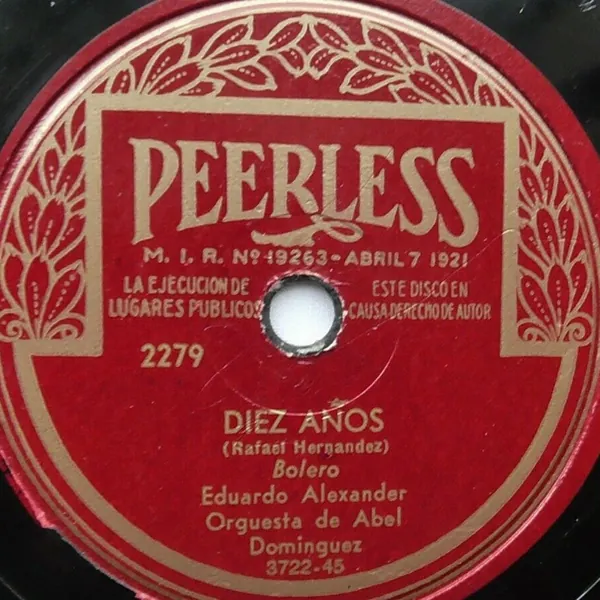 PEERLESS
M. I. R. Nº 19263 - ABRIL 7 1921
LA EJECUCION DE ESTE DISCO EN
LUGARES PUBLICOS CAUSA DERECHO DE AUTOR
2279
DIEZ AÑOS
(Rafael Hernandez)
Bolero
Eduardo Alexander
Orguesta de Abel
Dominguez
3722-45